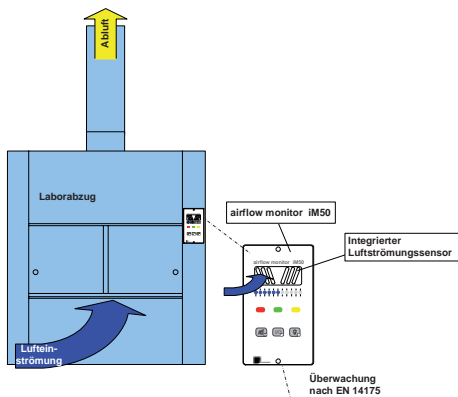 Abluft
Laborabzug
airflow monitor iM50
Integrierter
Luftströmungssensor
airflow monitor iM50
Luftein-
strömung
Überwachung
nach EN 14175